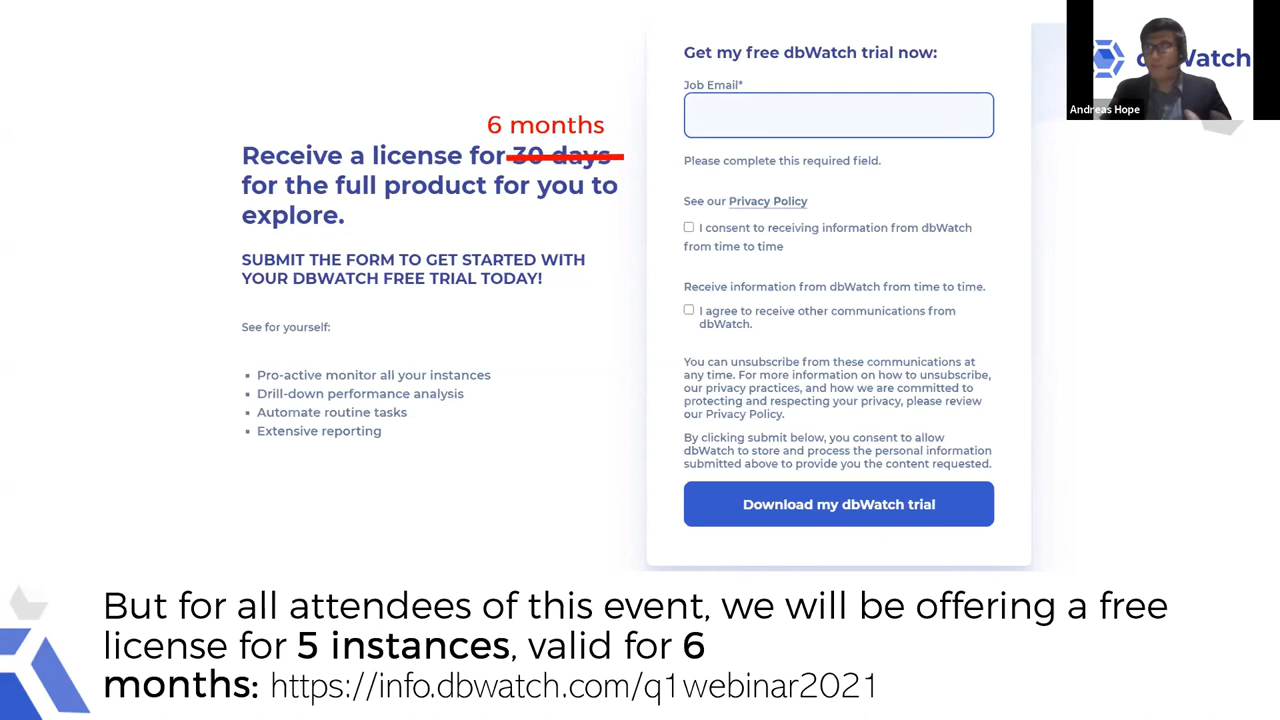 6 months
Receive a license for 30 days
for the full product for you to
explore.
SUBMIT THE FORM TO GET STARTED WITH
YOUR DBWATCH FREE TRIAL TODAY!
See for yourself:
Pro-active monitor all your instances
Drill-down performance analysis
Automate routine tasks
Extensive reporting
Get my free dbWatch trial now:
Job Email*
Please complete this required field.
See our Privacy Policy
I consent to receiving information from dbWatch
from time to time
Receive information from dbWatch from time to time.
I agree to receive other communications from
dbWatch.
You can unsubscribe from these communications at
any time. For more information on how to unsubscribe,
our privacy practices, and how we are committed to
protecting and respecting your privacy, please review
our Privacy Policy.
By clicking submit below, you consent to allow
dbWatch to store and process the personal information
submitted above to provide you the content requested.
Download my dbWatch trial
Andreas Hope
But for all attendees of this event, we will be offering a free
license for 5 instances, valid for 6
months: https://info.dbwatch.com/q1webinar2021